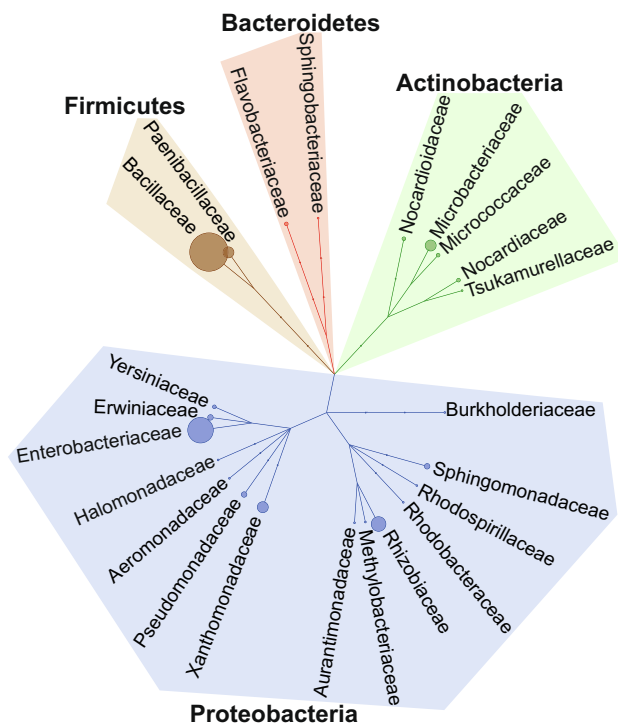 Bacteroidetes
Flavobacteriaceae
Sphingobacteriaceae
Firmicutes
Bacillaceae
Paenibacillaceae
Actinobacteria
Nocardioidaceae
Microbacteriaceae
Micrococcaceae
Nocardiaceae
Tsukamurellaceae
Yersiniaceae
Erwiniaceae
Enterobacteriaceae
Halomonadaceae
Aeromonadaceae
Pseudomonadaceae
Xanthomonadaceae
Aurantimonadaceae
Methylobacteriaceae
Rhizobiaceae
Rhodobacteraceae
Rhodospirillaceae
Sphingomonadaceae
Burkholderiaceae
Proteobacteria